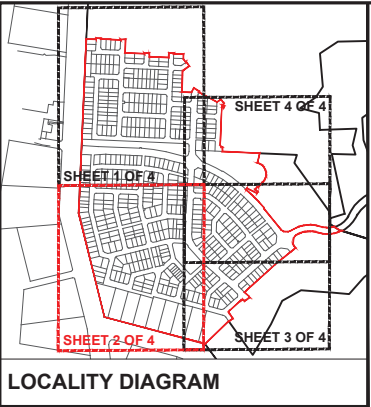 SHEET 4 OF 4
SHEET 1 OF 4
SHEET 2 OF 4
SHEET 3 OF 4
LOCALITY DIAGRAM